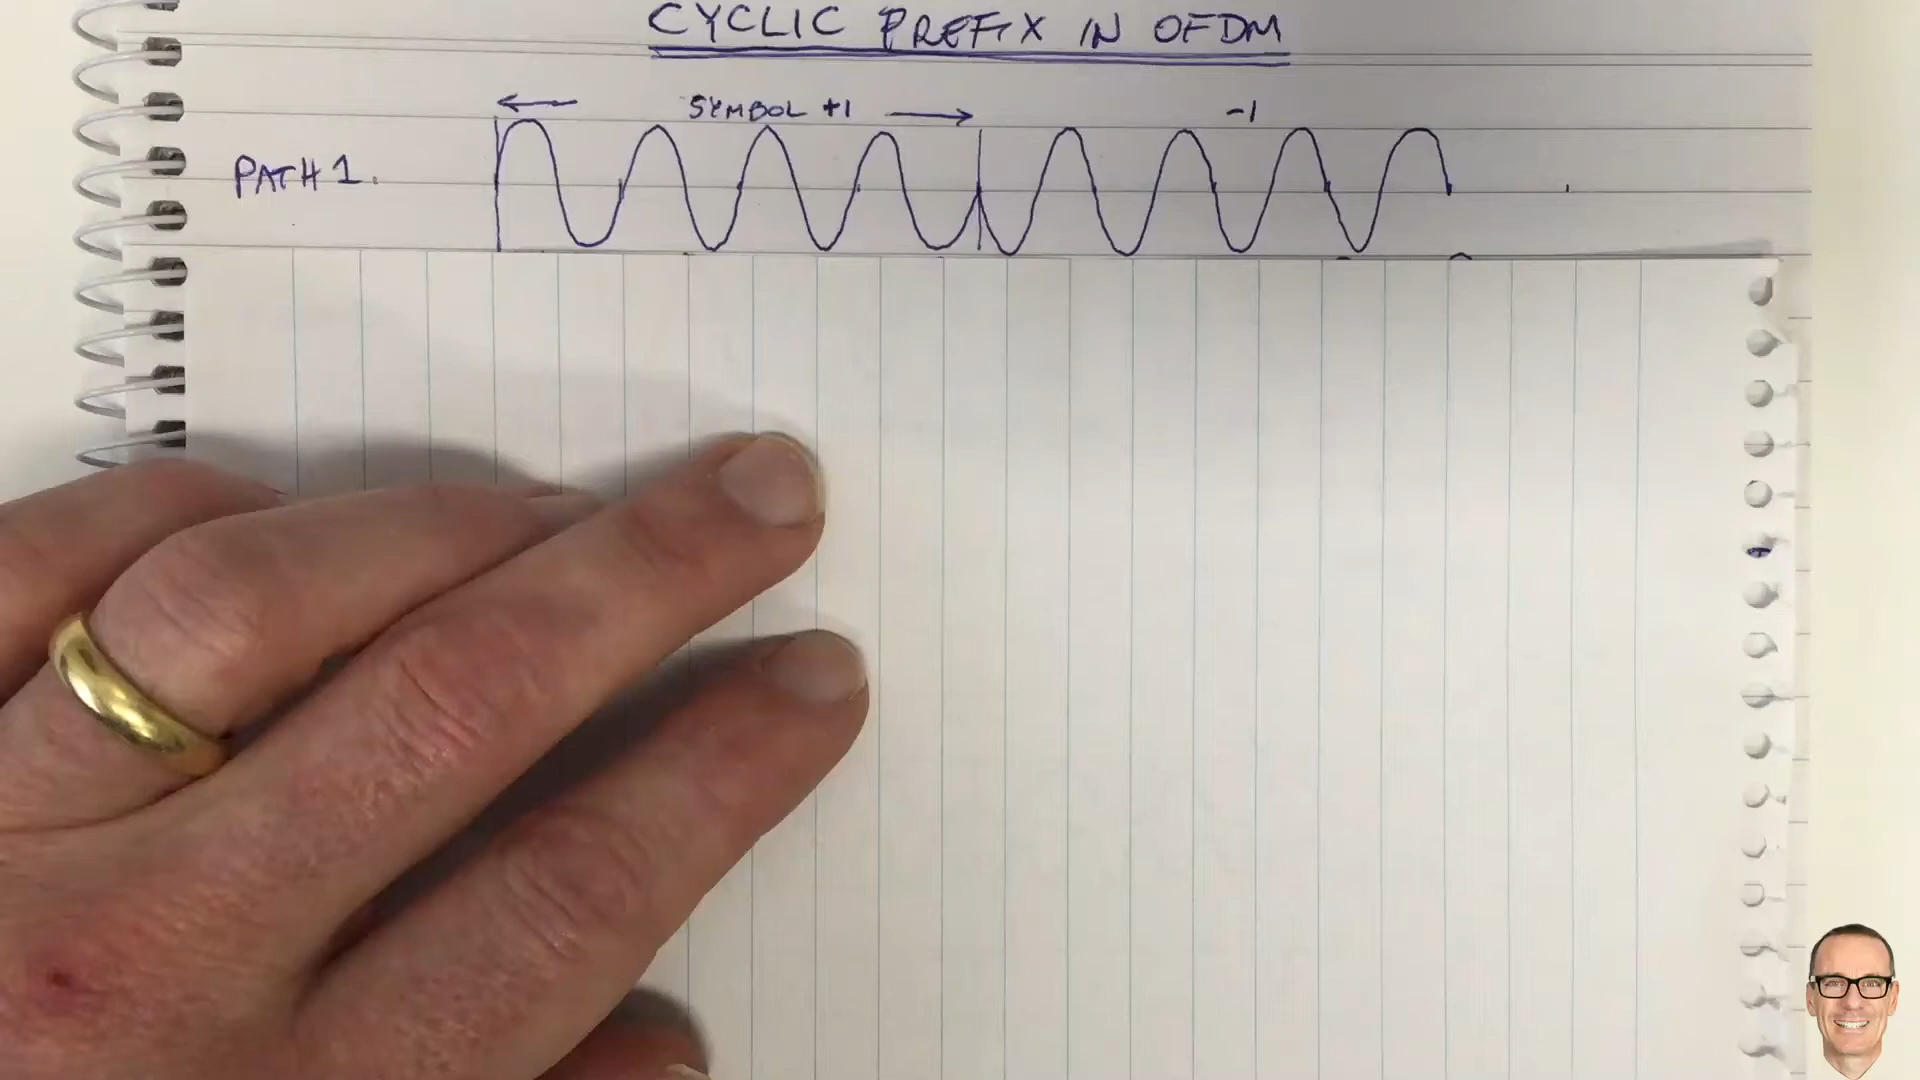 CYCLIC PREFIX IN OFDM
SYMBOL +1 -1
PATH 1.